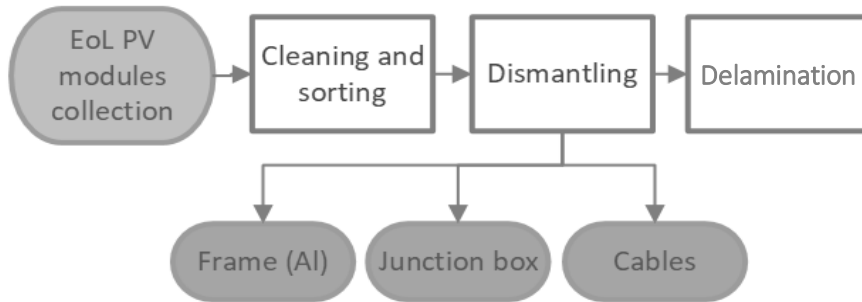 EoL PV
modules
collection
Cleaning and
sorting
Dismantling
Delamination
Frame (Al)
Junction box
Cables